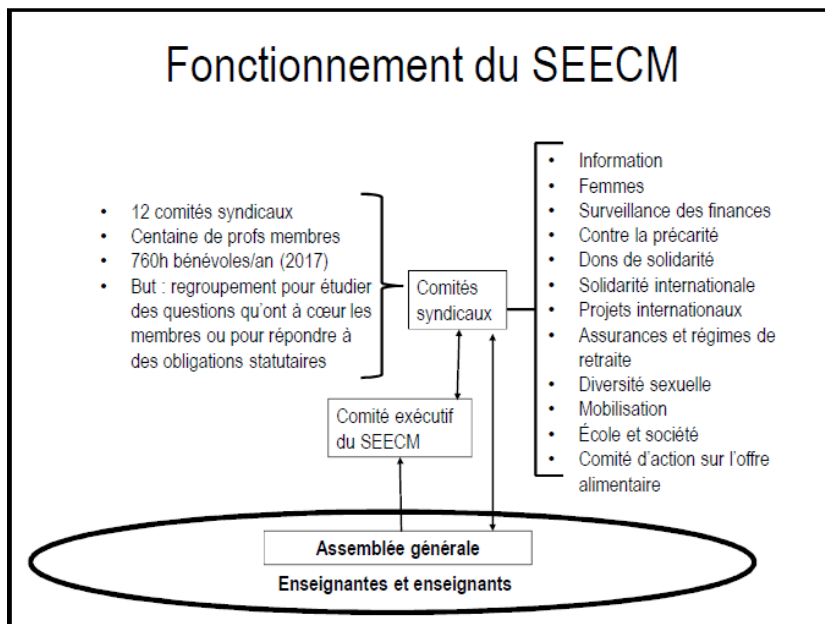 Fonctionnement du SEECM
• 12 comités syndicaux
• Centaine de profs membres
• 760h bénévoles/an (2017)
• But : regroupement pour étudier
des questions qu'ont à cœur les
membres ou pour répondre à
des obligations statutaires
Comités
syndicaux
• Information
• Femmes
• Surveillance des finances
• Contre la précarité
• Dons de solidarité
• Solidarité internationale
• Projets internationaux
• Assurances et régimes de
retraite
• Diversité sexuelle
• Mobilisation
• École et société
• Comité d'action sur l'offre
alimentaire
Comité exécutif
du SEECM
Assemblée générale
Enseignantes et enseignants